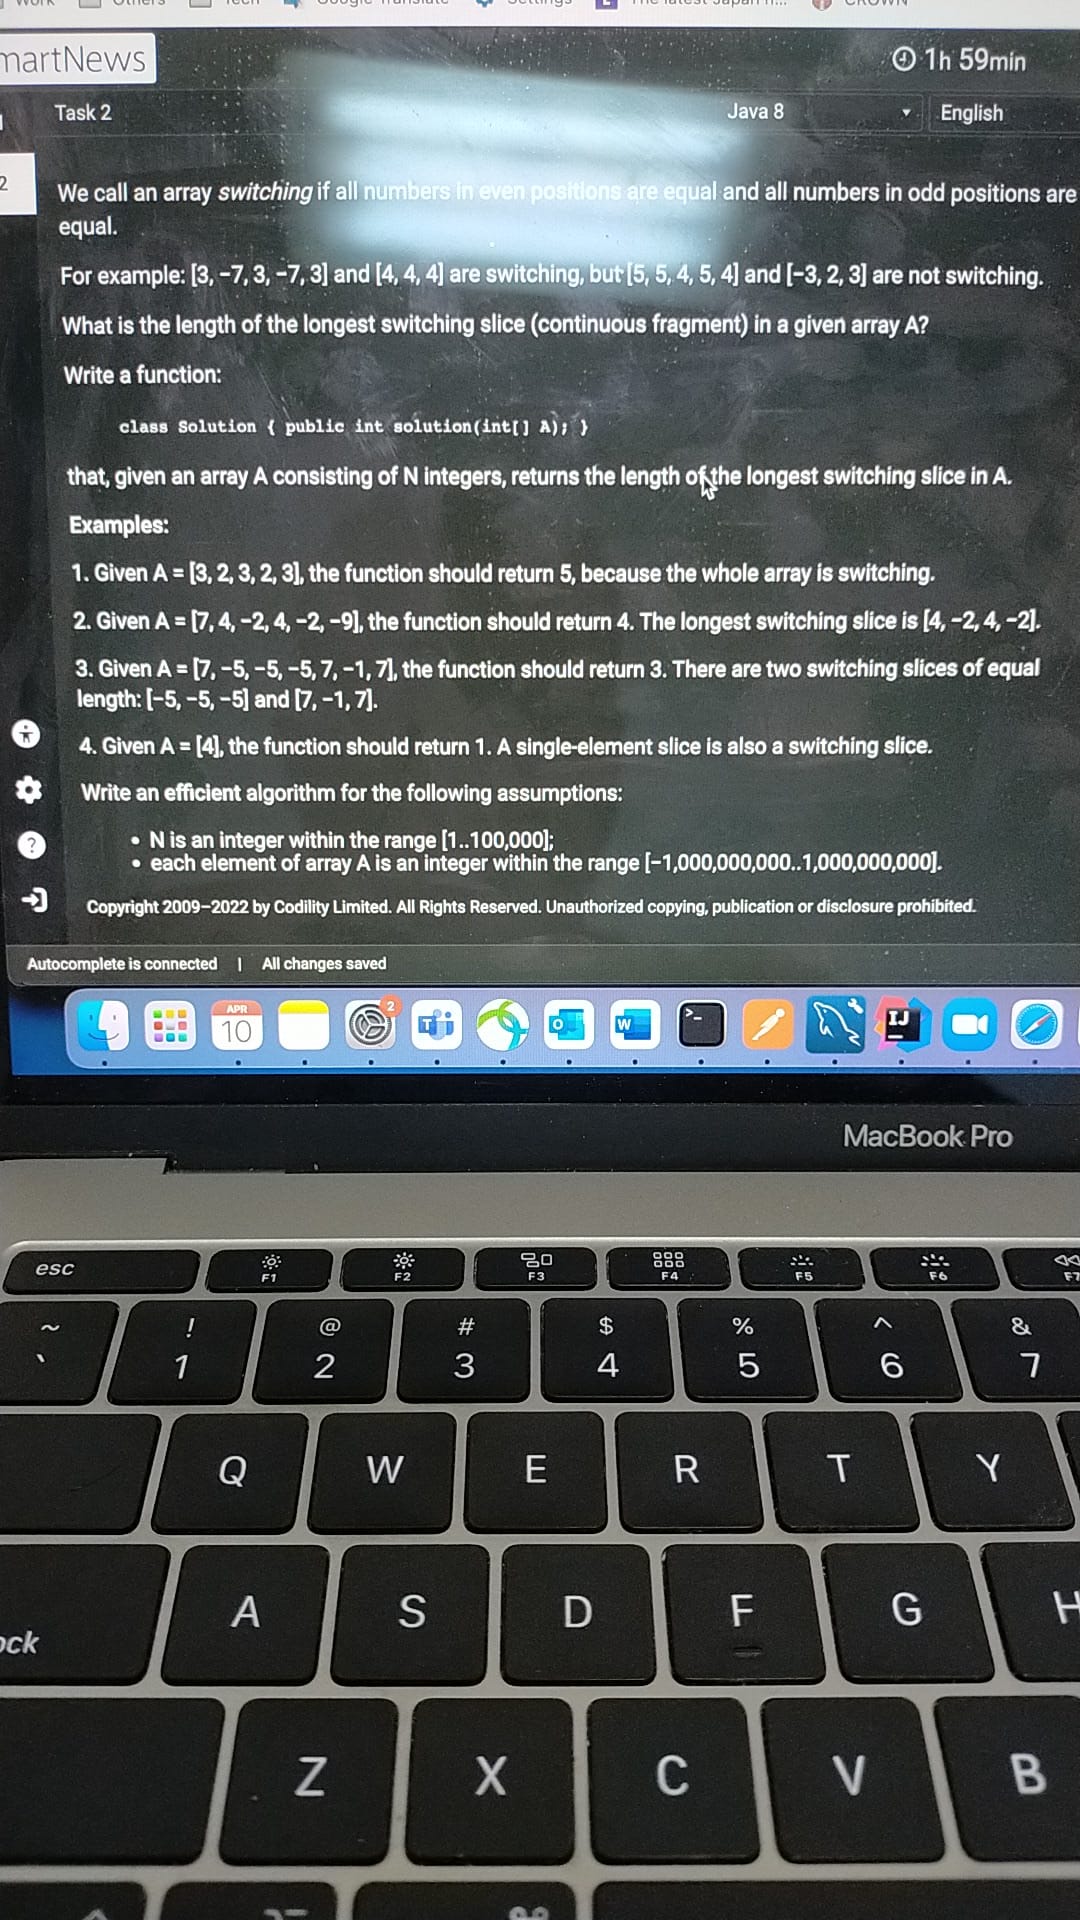 Work Others Tech Google Translate Settings The latest Japan n... CROWN
martNews 1h 59min
Task 2 Java 8 English
2
We call an array switching if all numbers in even positions are equal and all numbers in odd positions are
equal.
For example: [3, −7, 3, −7, 3] and [4, 4, 4] are switching, but [5, 5, 4, 5, 4] and [−3, 2, 3] are not switching.
What is the length of the longest switching slice (continuous fragment) in a given array A?
Write a function:
class Solution { public int solution(int[] A); }
that, given an array A consisting of N integers, returns the length of the longest switching slice in A.
Examples:
1. Given A = [3, 2, 3, 2, 3], the function should return 5, because the whole array is switching.
2. Given A = [7, 4, −2, 4, −2, −9], the function should return 4. The longest switching slice is [4, −2, 4, −2].
3. Given A = [7, −5, −5, −5, 7, −1, 7], the function should return 3. There are two switching slices of equal
length: [−5, −5, −5] and [7, −1, 7].
4. Given A = [4], the function should return 1. A single-element slice is also a switching slice.
Write an efficient algorithm for the following assumptions:
• N is an integer within the range [1..100,000];
• each element of array A is an integer within the range [−1,000,000,000..1,000,000,000].
Copyright 2009–2022 by Codility Limited. All Rights Reserved. Unauthorized copying, publication or disclosure prohibited.
Autocomplete is connected | All changes saved
APR 2
10 T O W >_ IJ
MacBook Pro
esc F1 F2 F3 F4 F5 F6 F7
~ ! @ # $ % ^ &
` 1 2 3 4 5 6 7
Q W E R T Y
A S D F G H
ock
Z X C V B